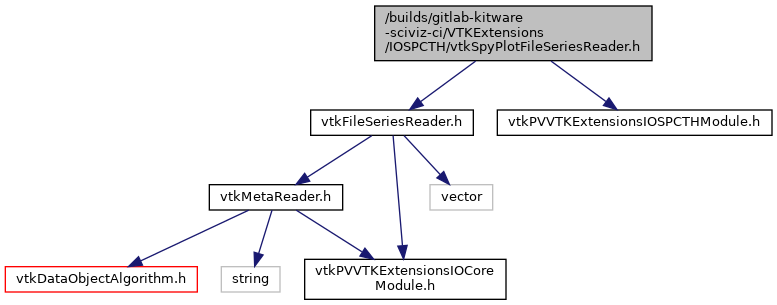 /builds/gitlab-kitware
-sciviz-ci/VTKExtensions
/IOSPCTH/vtkSpyPlotFileSeriesReader.h
vtkFileSeriesReader.h
vtkPVVTKExtensionsIOSPCTHModule.h
vtkMetaReader.h
vector
vtkDataObjectAlgorithm.h
string
vtkPVVTKExtensionsIOCore
Module.h